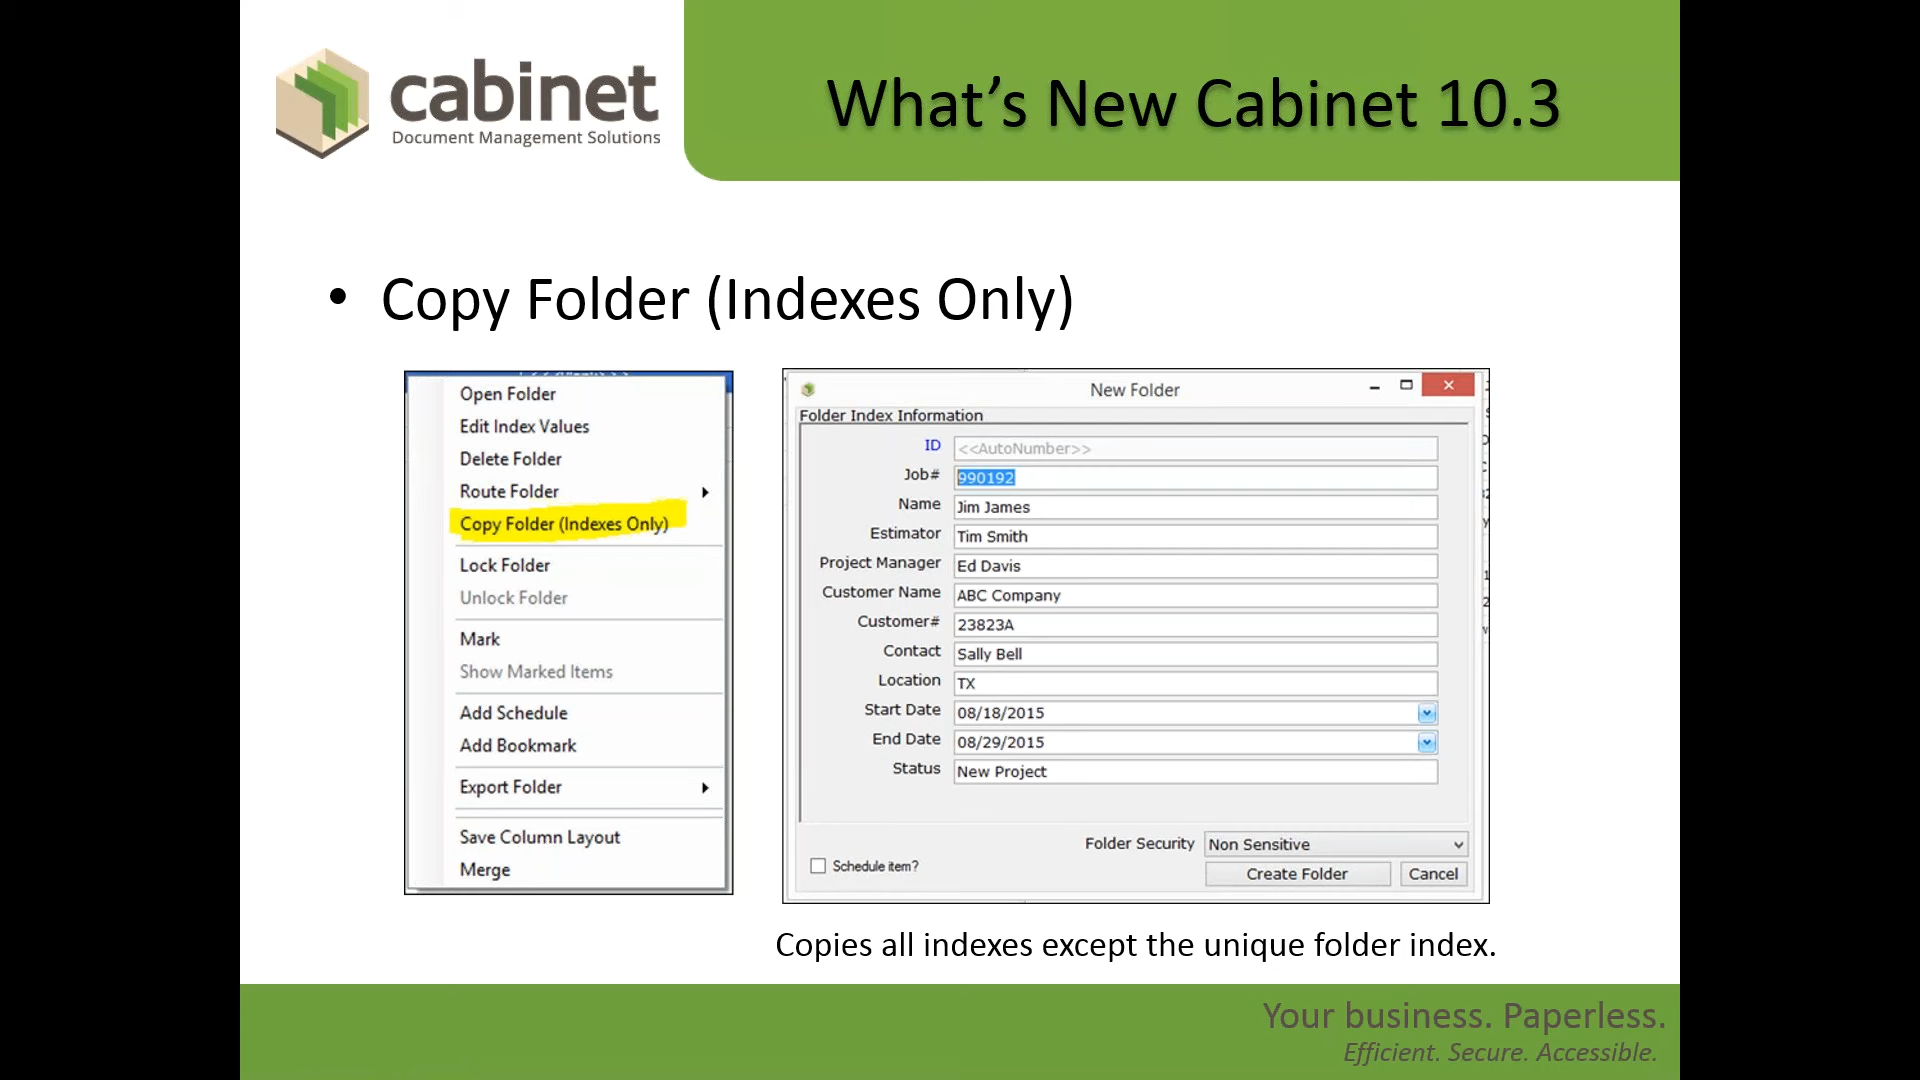 cabinet
Document Management Solutions
What's New Cabinet 10.3
• Copy Folder (Indexes Only)
Open Folder
Edit Index Values
Delete Folder
Route Folder
Copy Folder (Indexes Only)
Lock Folder
Unlock Folder
Mark
Show Marked Items
Add Schedule
Add Bookmark
Export Folder
Save Column Layout
Merge
New Folder
Folder Index Information
ID <<AutoNumber>>
Job# 990192
Name Jim James
Estimator Tim Smith
Project Manager Ed Davis
Customer Name ABC Company
Customer# 23823A
Contact Sally Bell
Location TX
Start Date 08/18/2015
End Date 08/29/2015
Status New Project
Folder Security Non Sensitive
Schedule item?
Create Folder Cancel
Copies all indexes except the unique folder index.
Your business. Paperless.
Efficient. Secure. Accessible.